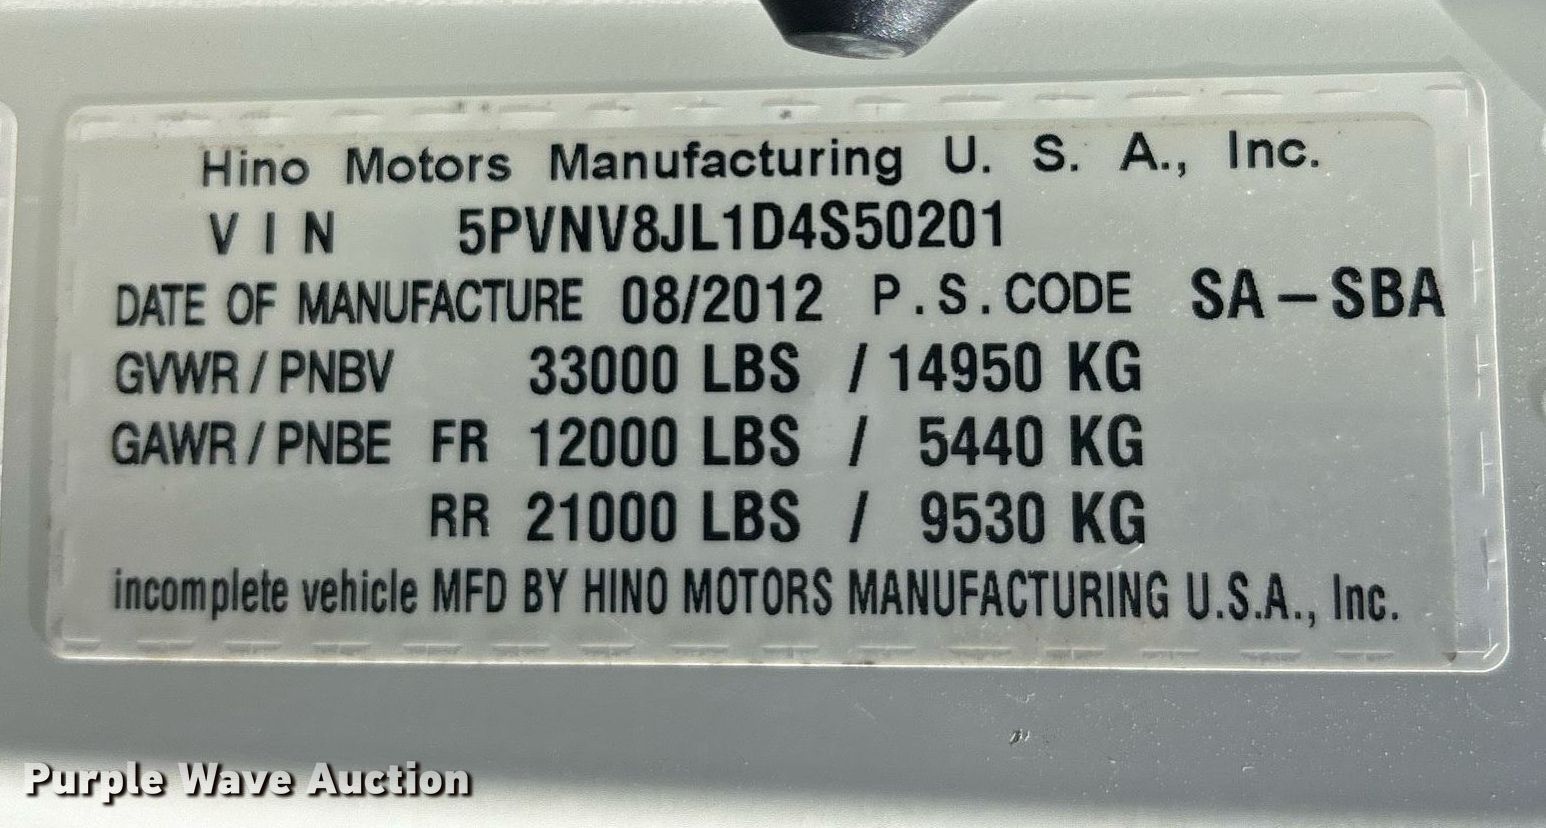 Hino Motors Manufacturing U. S. A., Inc.
VIN 5PVNV8JL1D4S50201
DATE OF MANUFACTURE 08/2012 P.S.CODE SA-SBA
GVWR/PNBV 33000 LBS / 14950 KG
GAWR/PNBE FR 12000 LBS / 5440 KG
RR 21000 LBS / 9530 KG
incomplete vehicle MFD BY HINO MOTORS MANUFACTURING U.S.A., Inc.
Purple Wave Auction